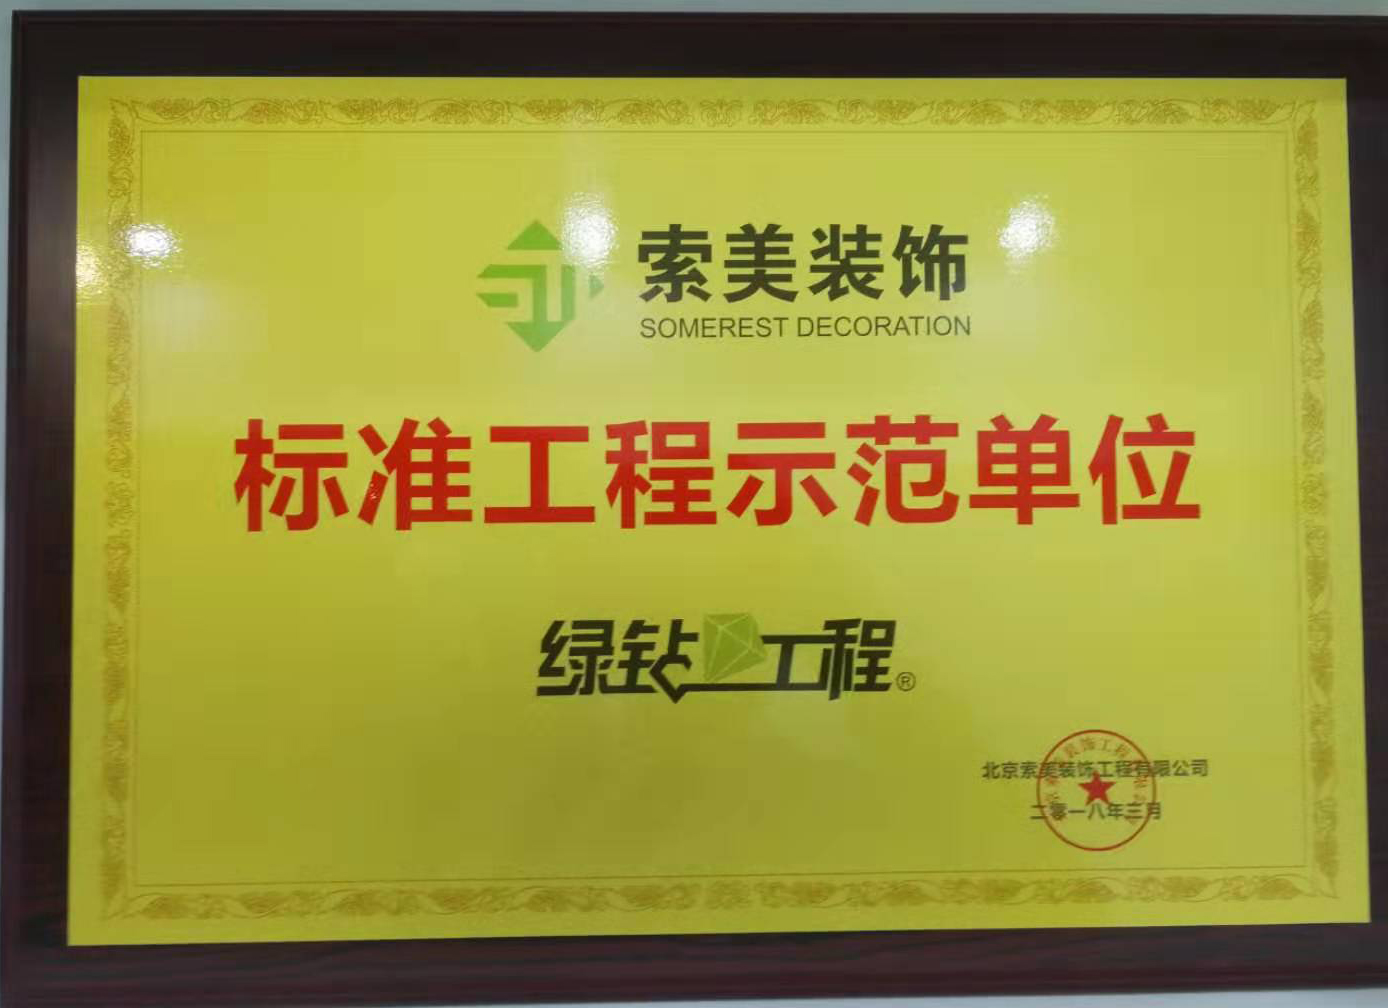 索美装饰
SOMEREST DECORATION
标准工程示范单位
绿钻工程®
北京索美装饰工程有限公司
二零一八年三月